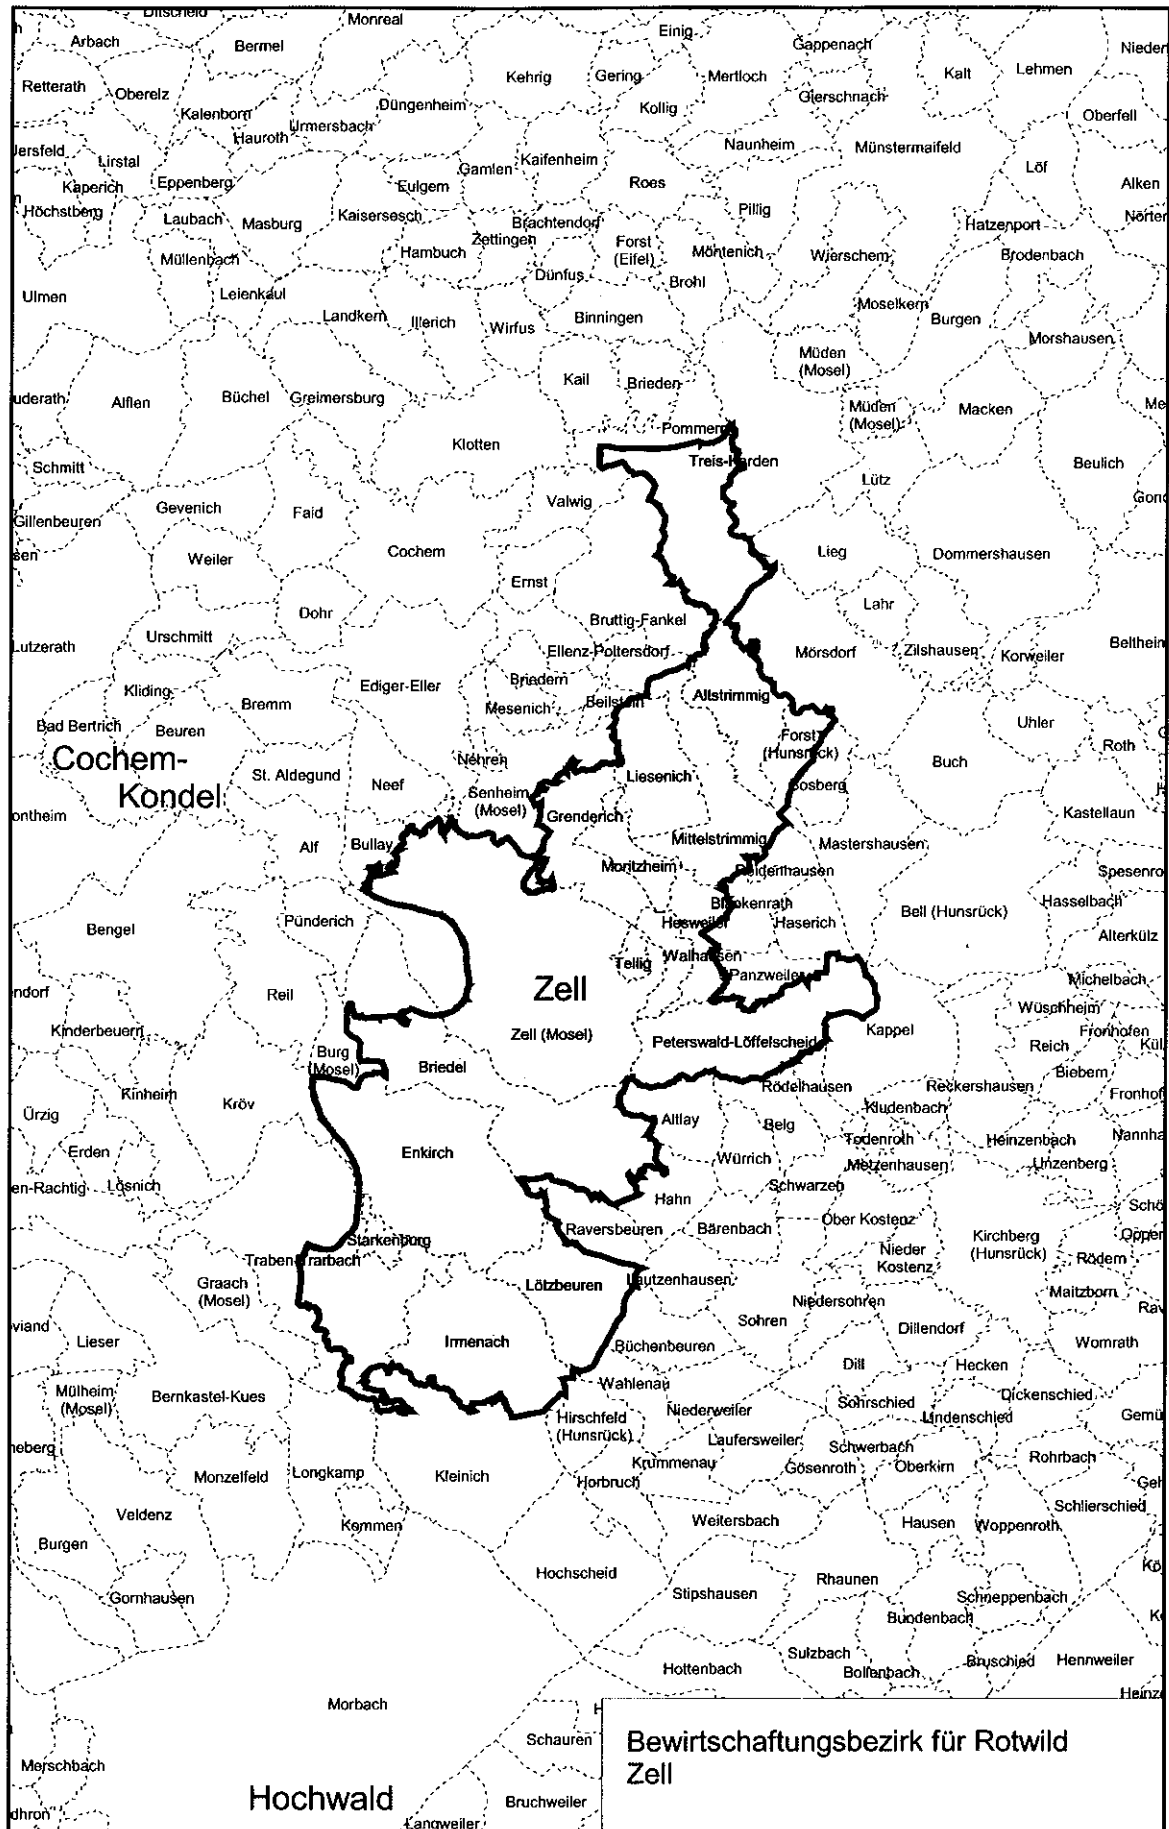 Ditscheid
Monreal
Einig
Arbach
Bermel
Gappenach
Kehrig
Gering
Mertloch
Kalt
Lehmen
Retterath
Oberelz
Düngenheim
Kollig
Gierschnach
Kalenborn
Oberfell
Hauroth
Urmersbach
Naunheim
Münstermaifeld
Lirstal
Kaifenheim
Löf
Kaperich
Eppenberg
Eulgem
Gamlen
Roes
Alken
Höchstberg
Laubach
Masburg
Kaisersesch
Brachtendorf
Pillig
Hatzenport
Zettingen
Forst
(Eifel)
Müllenbach
Hambuch
Möntenich
Wierschem
Brodenbach
Dünfus
Brohl
Ulmen
Leienkaul
Landkern
Illerich
Wirfus
Binningen
Moselkern
Burgen
Morshausen
Müden
(Mosel)
Kail
Brieden
Alflen
Büchel
Greimersburg
Müden
(Mosel)
Macken
Pommern
Klotten
Treis-Karden
Beulich
Schmitt
Lütz
Gevenich
Faid
Valwig
Gillenbeuren
Weiler
Cochem
Lieg
Dommershausen
Ernst
Dohr
Lahr
Urschmitt
Bruttig-Fankel
Lutzerath
Ellenz-Poltersdorf
Mörsdorf
Zilshausen
Korweiler
Kliding
Bremm
Ediger-Eller
Briedern
Beilstein
Altstrimmig
Mesenich
Bad Bertrich
Beuren
Forst
(Hunsrück)
Uhler
Roth
Cochem-
Kondel
St. Aldegund
Neef
Nehren
Senheim
(Mosel)
Liesenich
Buch
Sosberg
Grenderich
Kastellaun
Alf
Bullay
Mittelstrimmig
Mastershausen
Moritzheim
Reidenhausen
Bengel
Pünderich
Blankenrath
Hesweiler
Haserich
Bell (Hunsrück)
Hasselbach
Alterkülz
Tellig
Walhausen
Panzweiler
Michelbach
Reil
Zell
Wüschheim
Kinderbeuern
Zell (Mosel)
Peterswald-Löffelscheid
Kappel
Fronhofen
Burg
(Mosel)
Reich
Briedel
Biebern
Rödelhausen
Reckershausen
Ürzig
Kinheim
Kröv
Altlay
Kludenbach
Belg
Todenroth
Heinzenbach
Erden
Enkirch
Würrich
Metzenhausen
Unzenberg
Lösnich
Schwarzen
Hahn
Ober Kostenz
Raversbeuren
Bärenbach
Kirchberg
(Hunsrück)
Starkenburg
Traben-Trarbach
Nieder
Kostenz
Rödern
Graach
(Mosel)
Lötzbeuren
Lautzenhausen
Niedersohren
Maitzborn
Sohren
Dillendorf
Lieser
Irmenach
Büchenbeuren
Womrath
Dill
Hecken
Mülheim
(Mosel)
Bernkastel-Kues
Wahlenau
Dickenschied
Niederweiler
Sohrschied
Lindenschied
Hirschfeld
(Hunsrück)
Laufersweiler
Schwerbach
Monzelfeld
Longkamp
Kleinich
Krummenau
Gösenroth
Oberkirn
Rohrbach
Horbruch
Veldenz
Kommen
Weitersbach
Hausen
Woppenroth
Schlierschied
Burgen
Gornhausen
Hochscheid
Stipshausen
Rhaunen
Schneppenbach
Bundenbach
Sulzbach
Hottenbach
Bollenbach
Bruschied
Hennweiler
Morbach
Schauren
Bewirtschaftungsbezirk für Rotwild
Zell
Merschbach
Hochwald
Bruchweiler
Langweiler